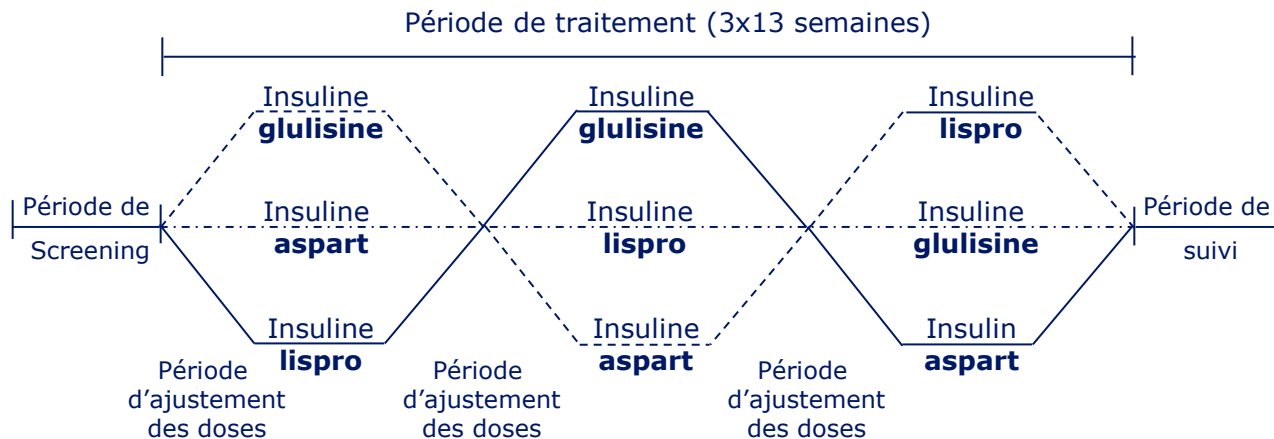 Période de traitement (3x13 semaines)
Insuline
glulisine
Insuline
glulisine
Insuline
lispro
Période de
Screening
Insuline
aspart
Insuline
lispro
Insuline
glulisine
Période de
suivi
Insuline
lispro
Insuline
aspart
Insulin
aspart
Période
d’ajustement
des doses
Période
d’ajustement
des doses
Période
d’ajustement
des doses